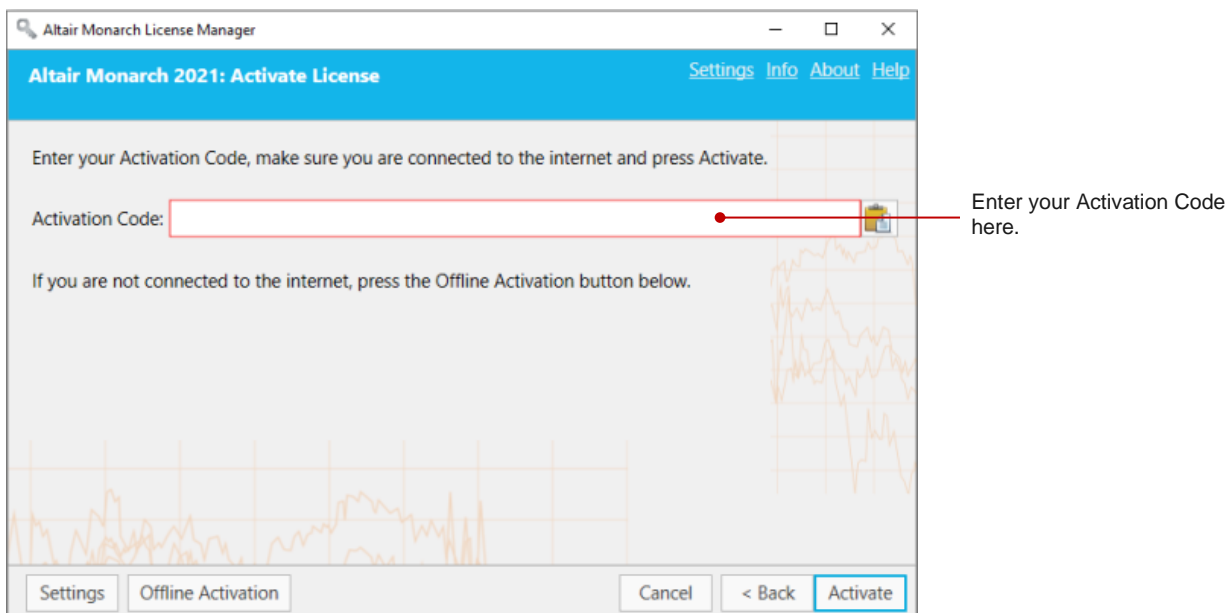 Altair Monarch License Manager
Altair Monarch 2021: Activate License
Settings Info About Help
Enter your Activation Code, make sure you are connected to the internet and press Activate.
Activation Code:
Enter your Activation Code
here.
If you are not connected to the internet, press the Offline Activation button below.
Settings Offline Activation Cancel < Back Activate